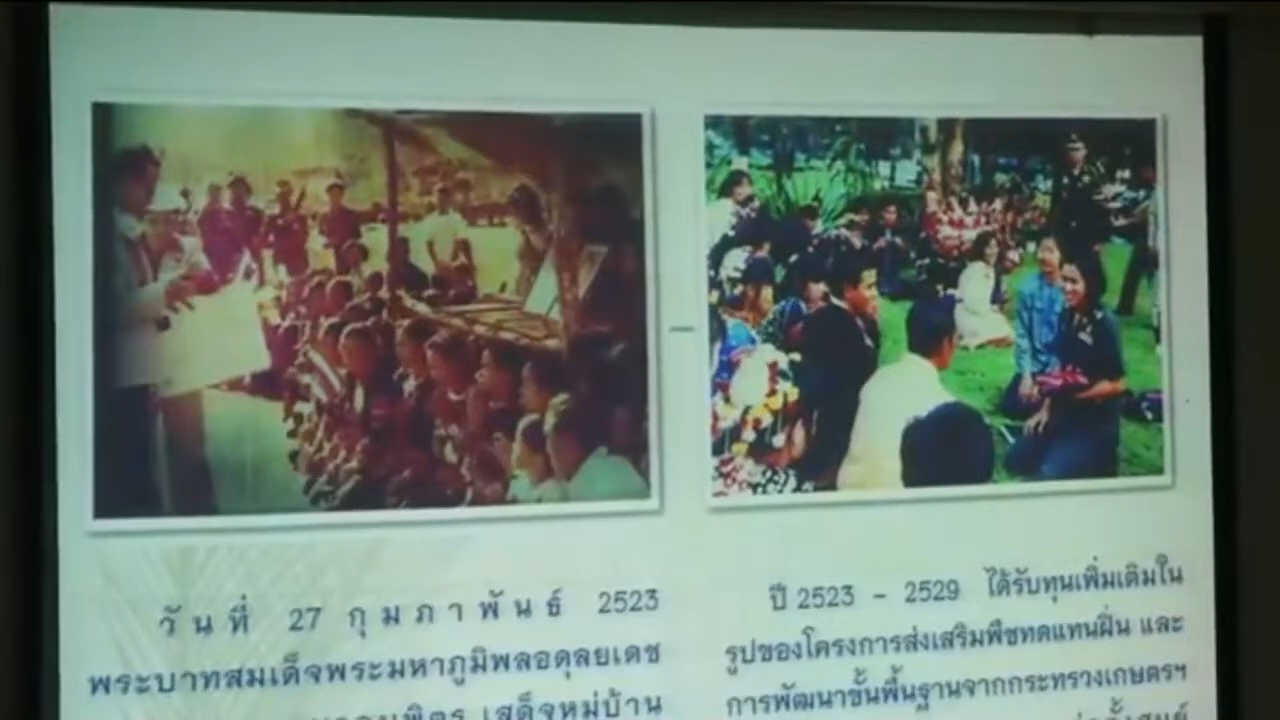 วันที่ 27 กุมภาพันธ์ 2523
พระบาทสมเด็จพระมหาภูมิพลอดุลยเดช
เสด็จหมู่บ้าน
ปี 2523 - 2529 ได้รับทุนเพิ่มเติมใน
รูปของโครงการส่งเสริมพืชทดแทนฝิ่น และ
การพัฒนาขั้นพื้นฐานจากกระทรวงเกษตรฯ